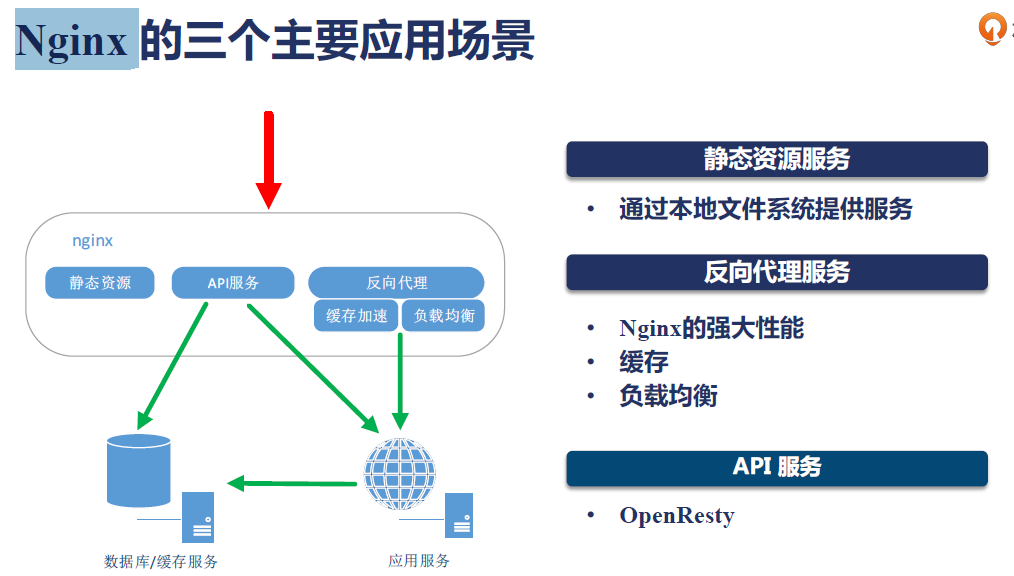 Nginx 的三个主要应用场景
nginx
静态资源
API服务
反向代理
缓存加速
负载均衡
数据库/缓存服务
应用服务
静态资源服务
• 通过本地文件系统提供服务
反向代理服务
• Nginx的强大性能
• 缓存
• 负载均衡
API 服务
• OpenResty